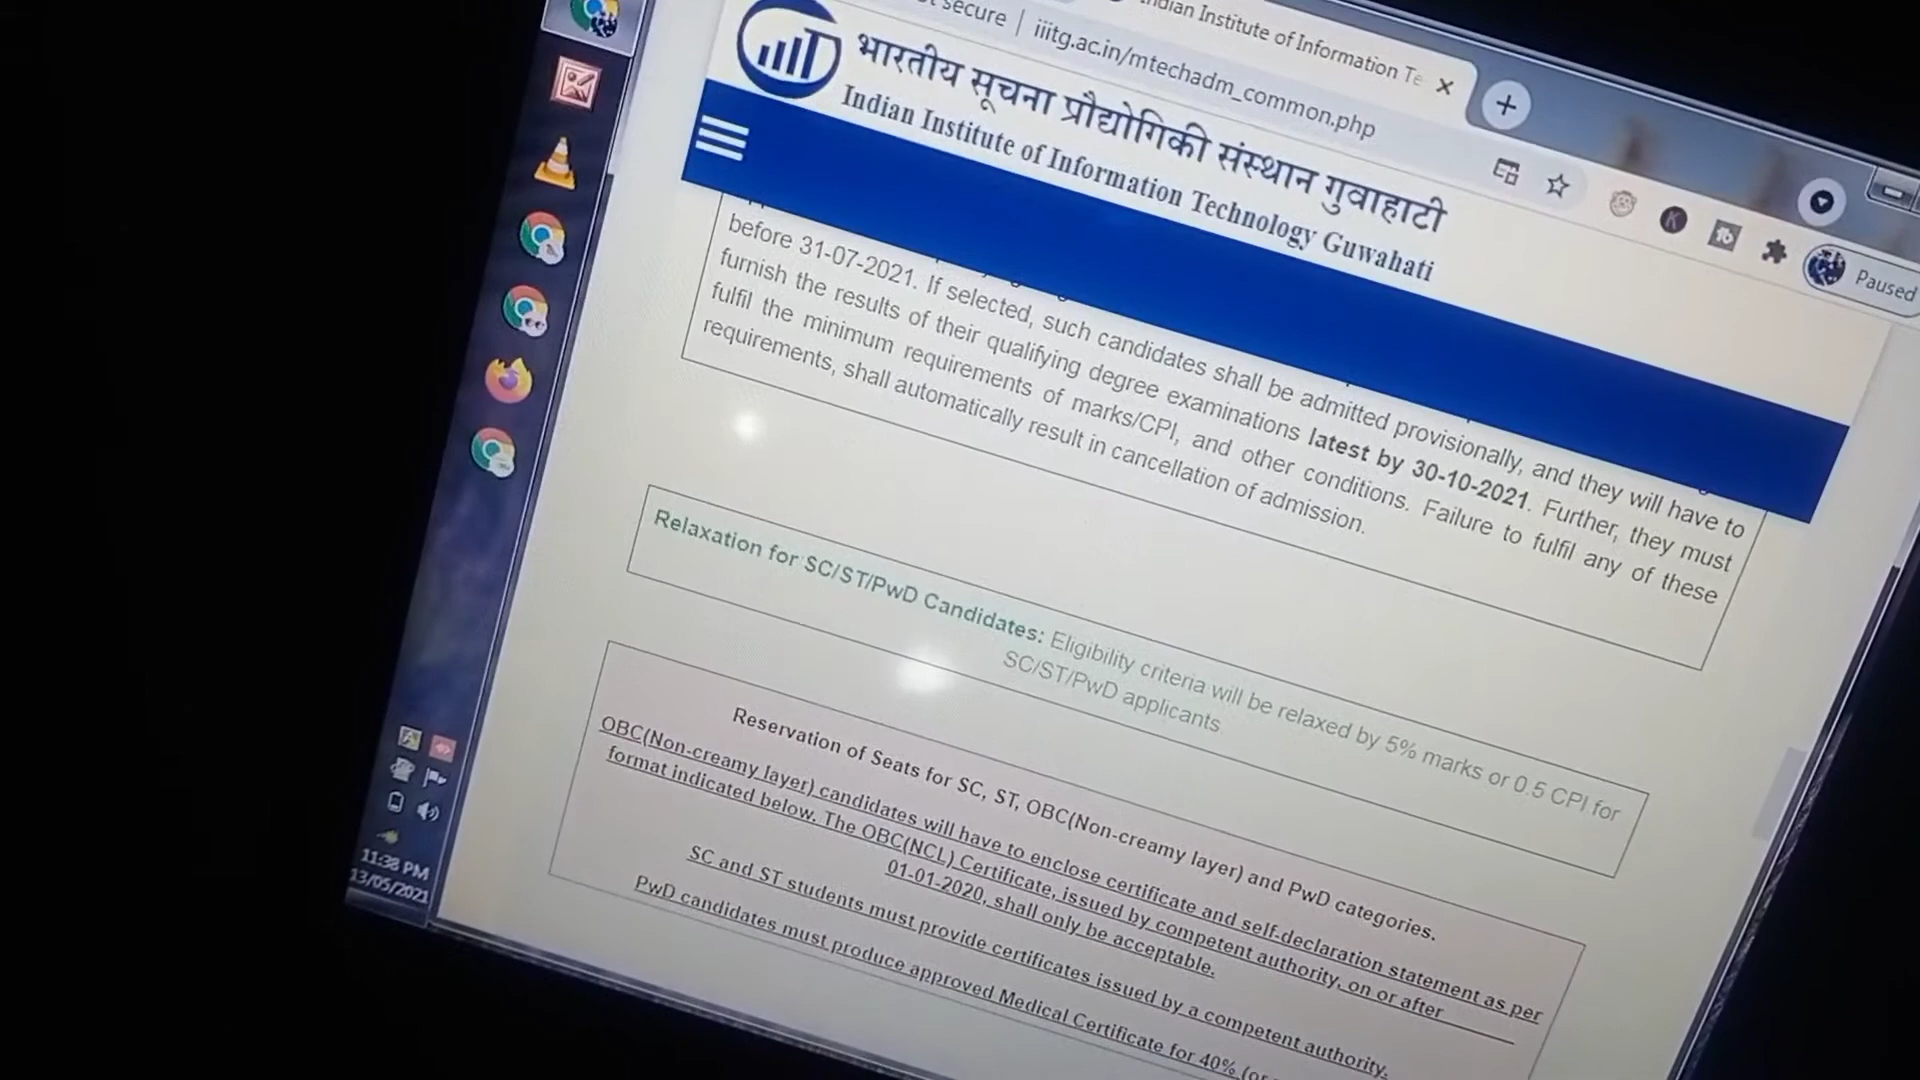 Indian Institute of Information Te
t secure | iiitg.ac.in/mtechadm_common.php
Paused
भारतीय सूचना प्रौद्योगिकी संस्थान गुवाहाटी
Indian Institute of Information Technology Guwahati
before 31-07-2021. If selected, such candidates shall be admitted provisionally, and they will have to
furnish the results of their qualifying degree examinations latest by 30-10-2021. Further, they must
fulfil the minimum requirements of marks/CPI, and other conditions. Failure to fulfil any of these
requirements, shall automatically result in cancellation of admission.
Relaxation for SC/ST/PwD Candidates: Eligibility criteria will be relaxed by 5% marks or 0.5 CPI for
SC/ST/PwD applicants
Reservation of Seats for SC, ST, OBC(Non-creamy layer) and PwD categories.
OBC(Non-creamy layer) candidates will have to enclose certificate and self-declaration statement as per
format indicated below. The OBC(NCL) Certificate, issued by competent authority, on or after
01-01-2020, shall only be acceptable.
SC and ST students must provide certificates issued by a competent authority.
PwD candidates must produce approved Medical Certificate for 40% (or
11:38 PM
13/05/2021